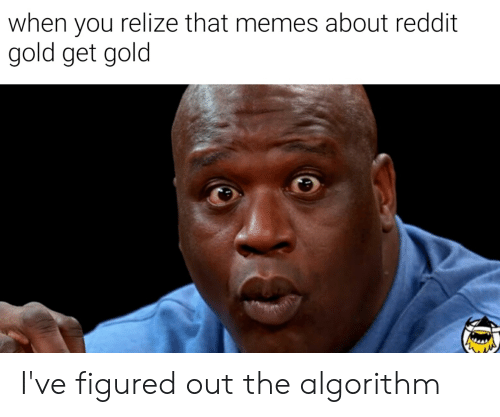 when you relize that memes about reddit
gold get gold
I've figured out the algorithm